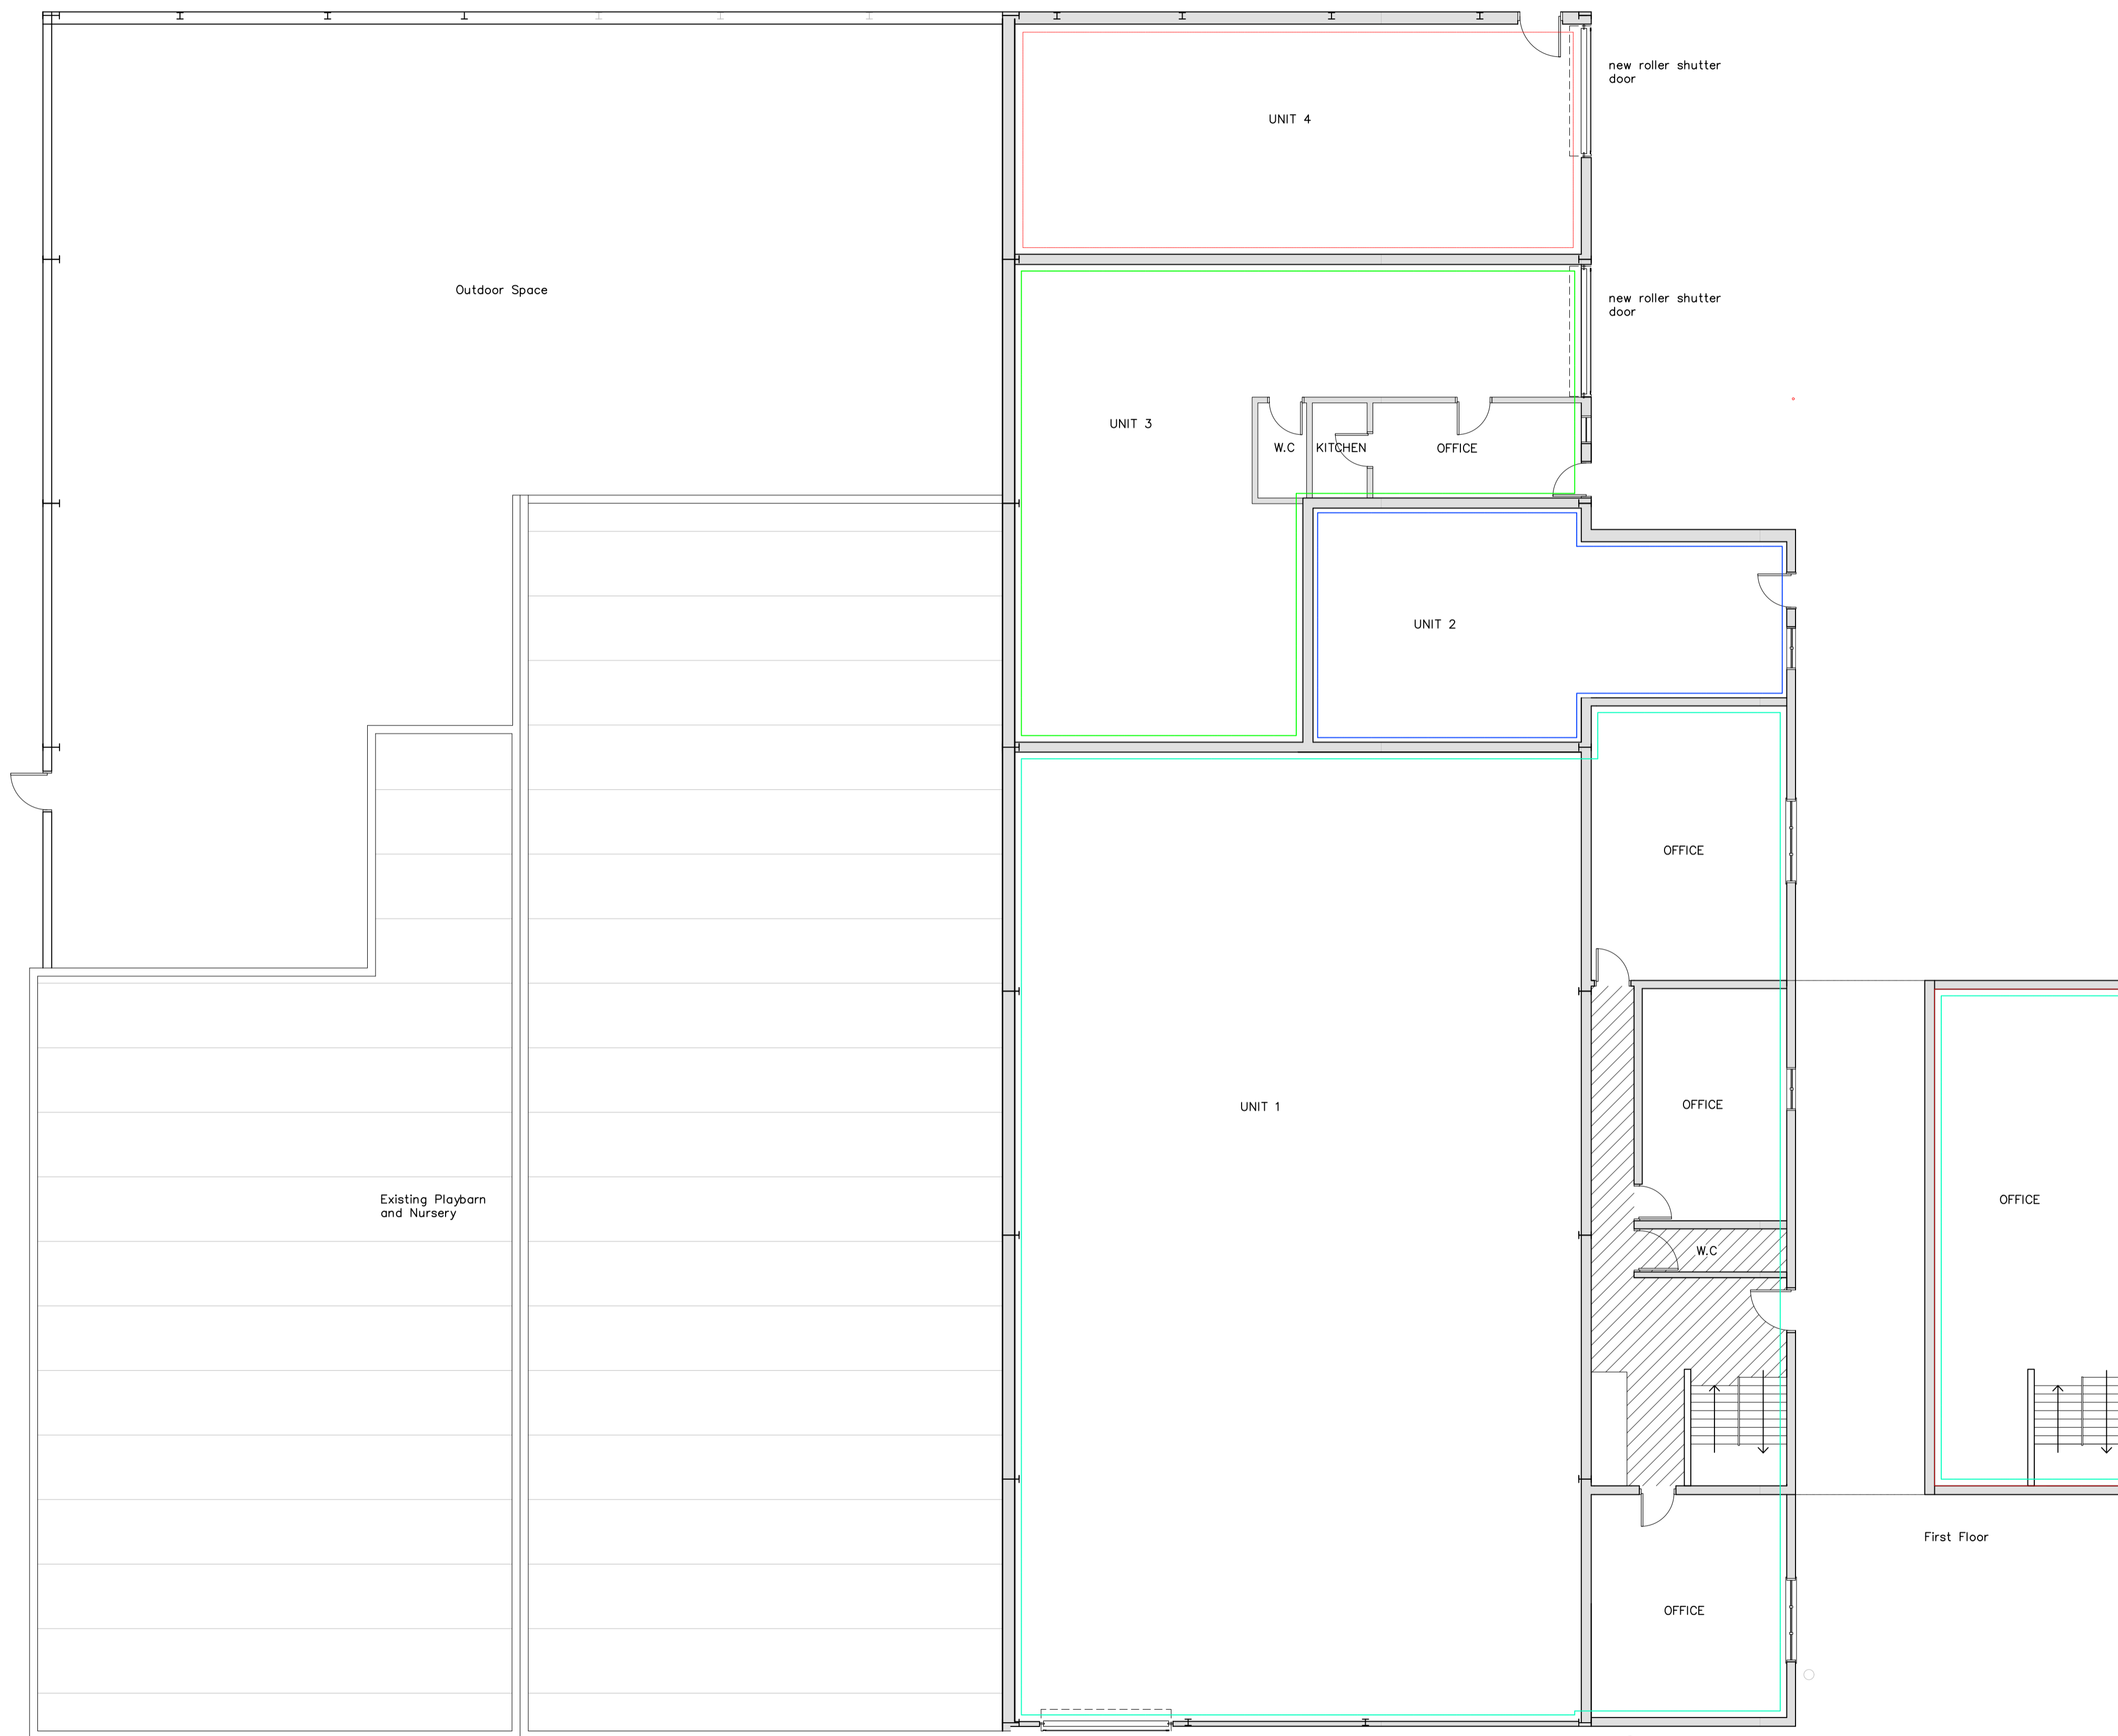 new roller shutter
door
UNIT 4
Outdoor Space
new roller shutter
door
UNIT 3
W.C
KITCHEN
OFFICE
UNIT 2
OFFICE
UNIT 1
OFFICE
Existing Playbarn
and Nursery
OFFICE
W.C
First Floor
OFFICE